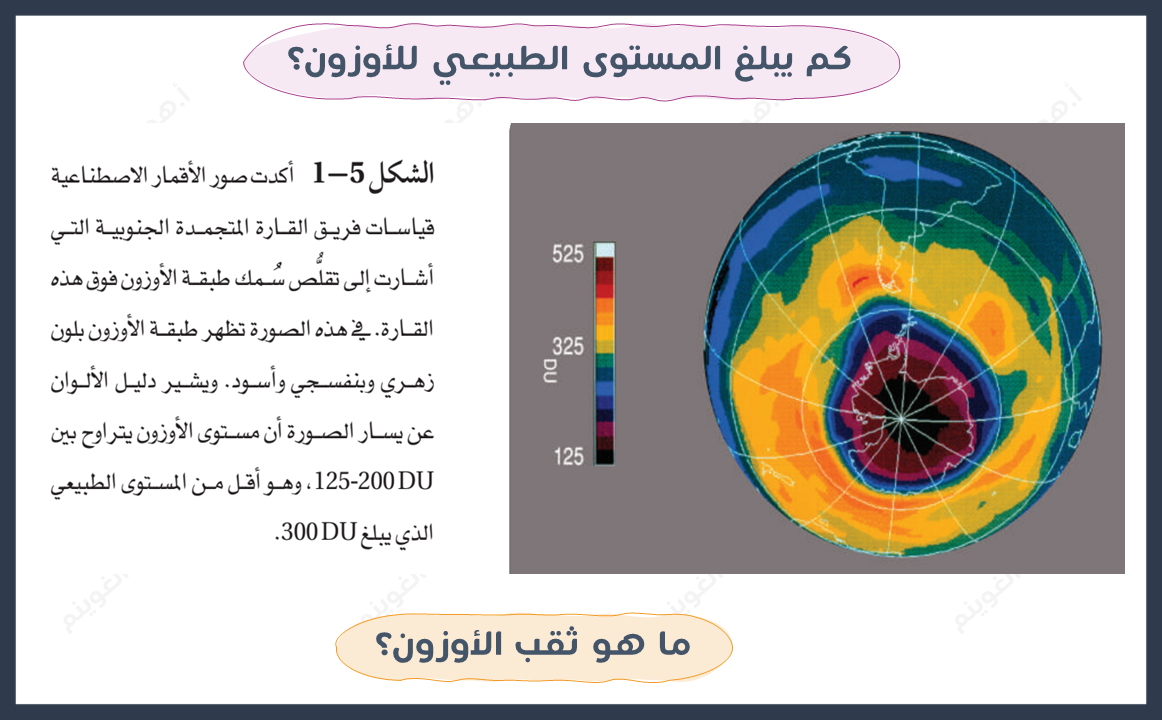 كم يبلغ المستوى الطبيعي للأوزون؟
الشكل 5–1 أكدت صور الأقمار الاصطناعية
قياسات فريق القارة المتجمدة الجنوبية التي
أشارت إلى تقلُّص سُمك طبقة الأوزون فوق هذه
القارة. في هذه الصورة تظهر طبقة الأوزون بلون
زهري وبنفسجي وأسود. ويشير دليل الألوان
عن يسار الصورة أن مستوى الأوزون يتراوح بين
125-200 DU، وهو أقل من المستوى الطبيعي
الذي يبلغ 300 DU.
525
325
DU
125
ما هو ثقب الأوزون؟